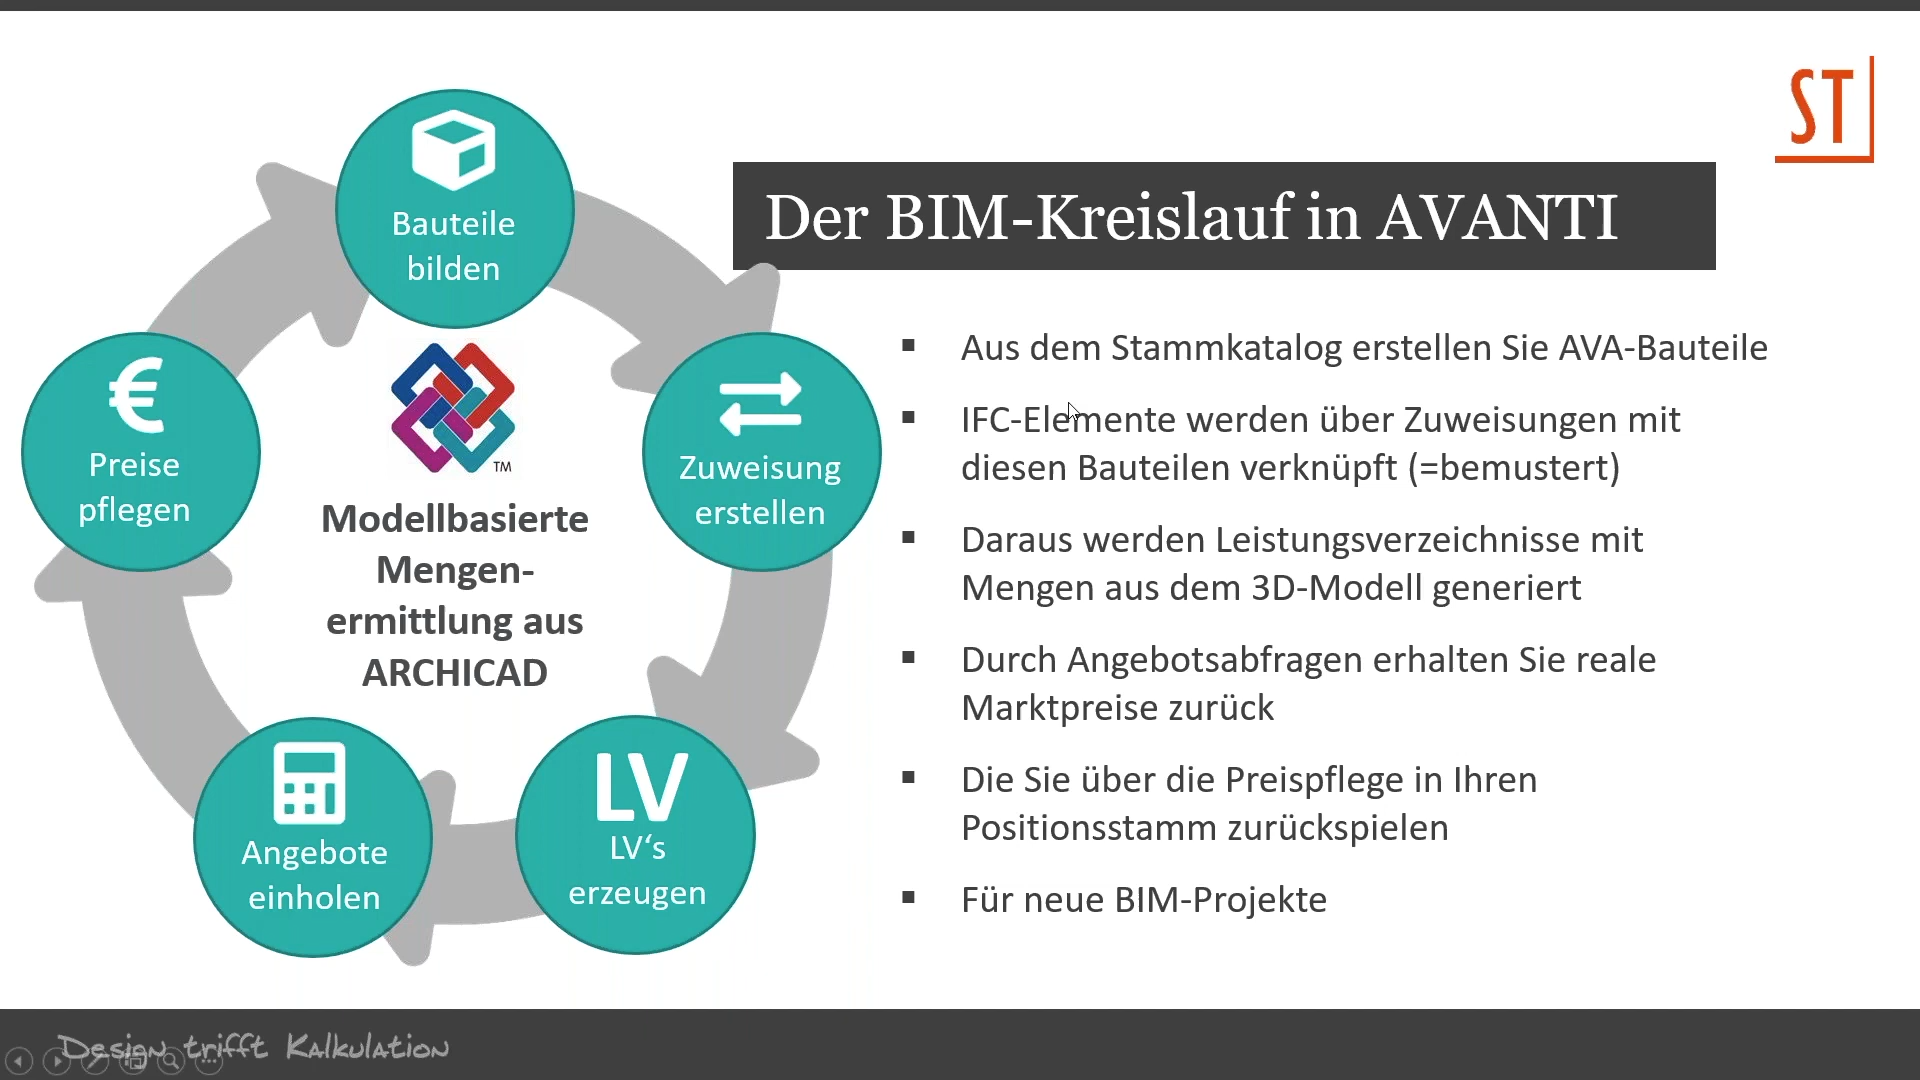 ST
Der BIM-Kreislauf in AVANTI
Bauteile
bilden
Zuweisung
erstellen
LV
LV‘s
erzeugen
Angebote
einholen
€
Preise
pflegen
TM
Modellbasierte
Mengen-
ermittlung aus
ARCHICAD
▪ Aus dem Stammkatalog erstellen Sie AVA-Bauteile
▪ IFC-Elemente werden über Zuweisungen mit
diesen Bauteilen verknüpft (=bemustert)
▪ Daraus werden Leistungsverzeichnisse mit
Mengen aus dem 3D-Modell generiert
▪ Durch Angebotsabfragen erhalten Sie reale
Marktpreise zurück
▪ Die Sie über die Preispflege in Ihren
Positionsstamm zurückspielen
▪ Für neue BIM-Projekte
Design trifft Kalkulation